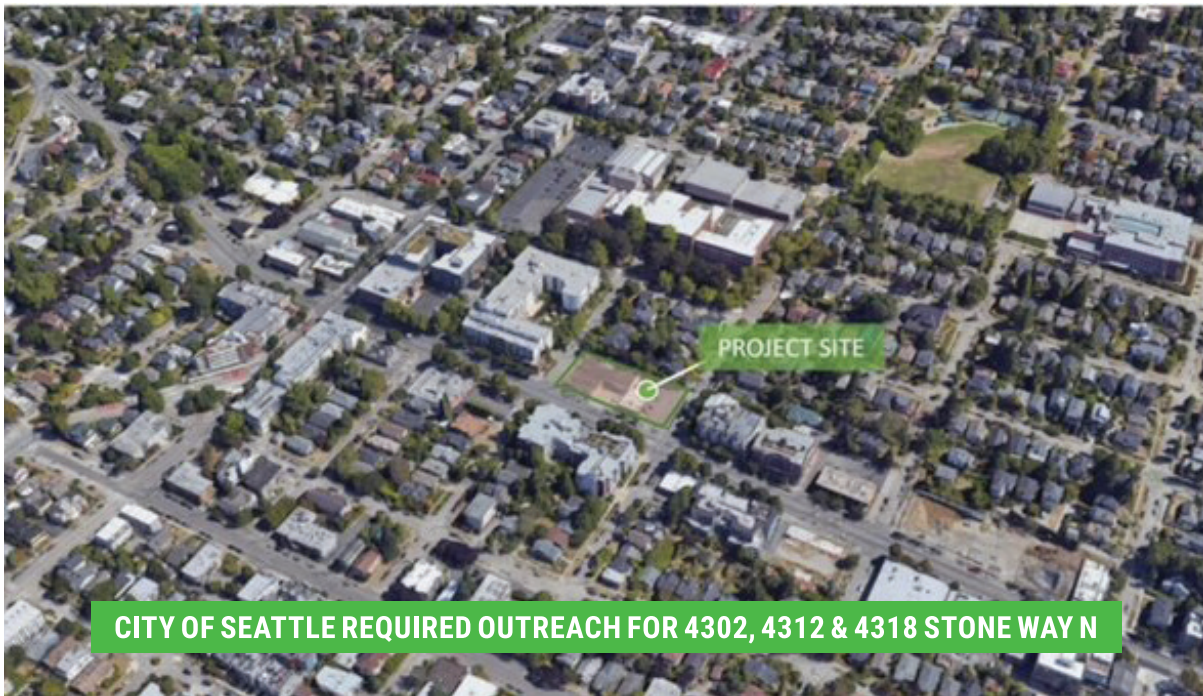 PROJECT SITE
CITY OF SEATTLE REQUIRED OUTREACH FOR 4302, 4312 & 4318 STONE WAY N